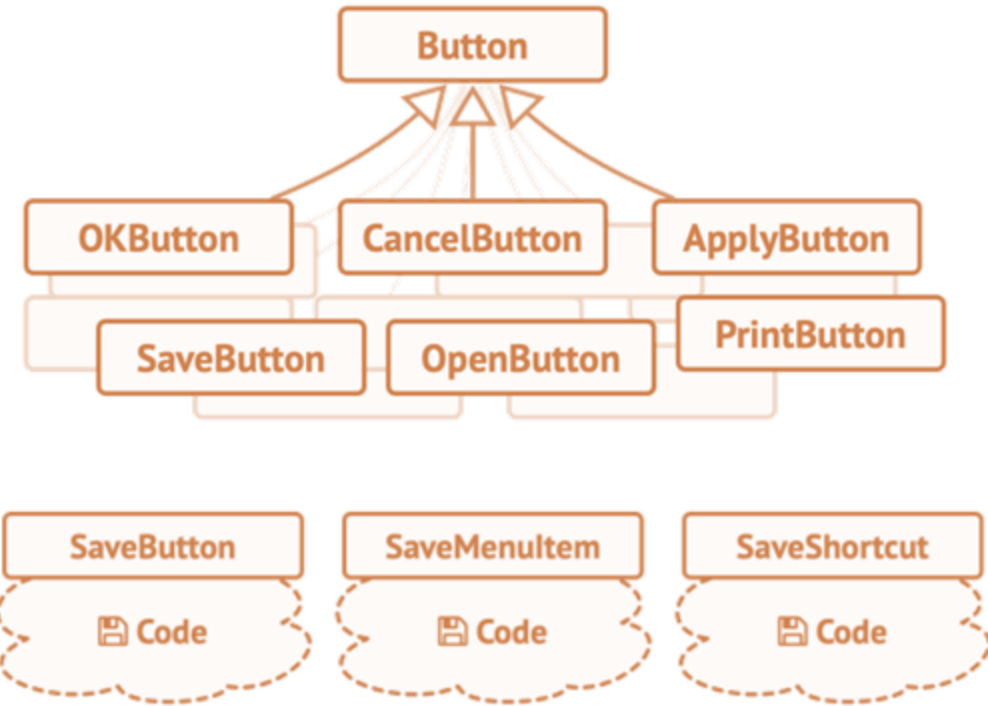 Button
OKButton
CancelButton
ApplyButton
SaveButton
OpenButton
PrintButton
SaveButton
SaveMenuItem
SaveShortcut
Code
Code
Code